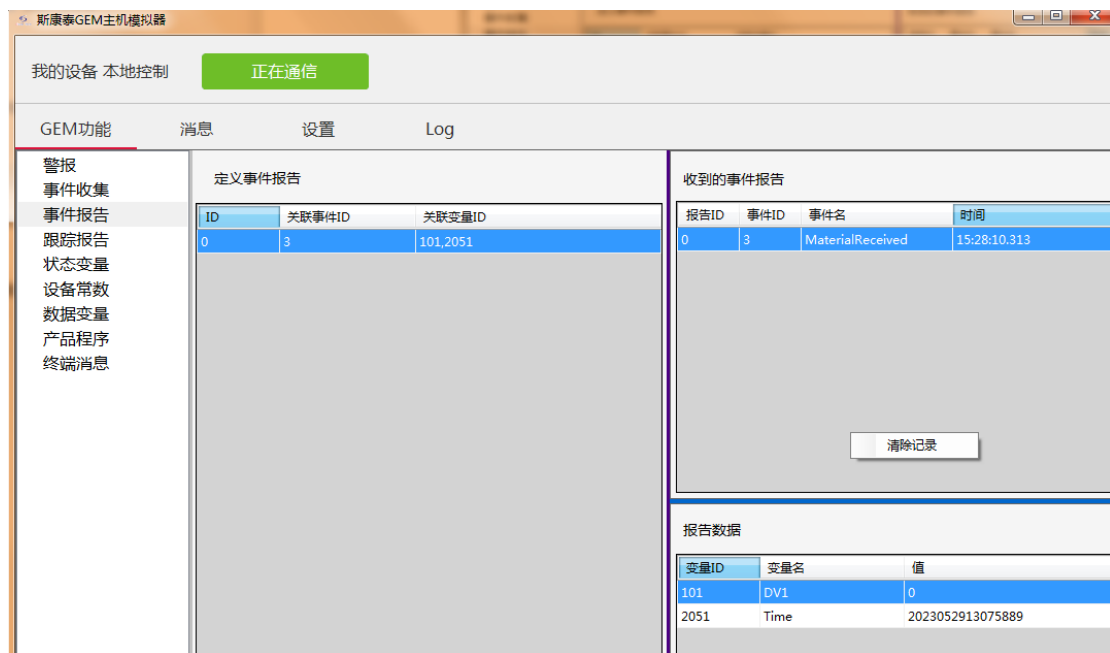 斯康泰GEM主机模拟器
我的设备 本地控制 正在通信
GEM功能 消息 设置 Log
警报
事件收集
事件报告
跟踪报告
状态变量
设备常数
数据变量
产品程序
终端消息
定义事件报告
ID 关联事件ID 关联变量ID
0 3 101,2051
收到的事件报告
报告ID 事件ID 事件名 时间
0 3 MaterialReceived 15:28:10.313
清除记录
报告数据
变量ID 变量名 值
101 DV1 0
2051 Time 2023052913075889